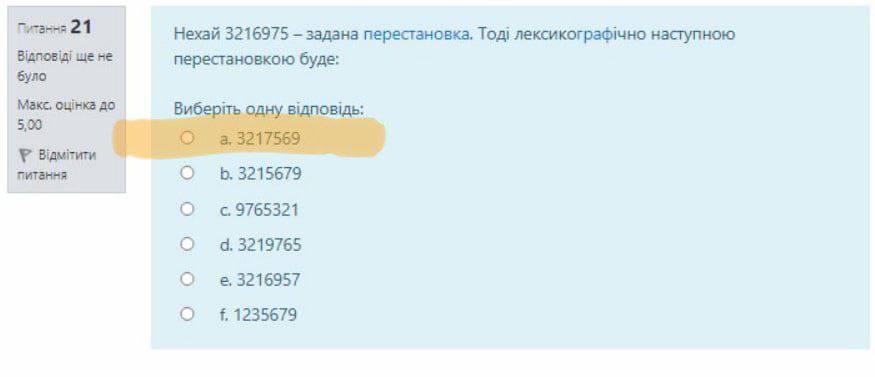 Питання 21
Відповіді ще не
було
Макс. оцінка до
5,00
Відмітити
питання
Нехай 3216975 – задана перестановка. Тоді лексикографічно наступною
перестановкою буде:
Виберіть одну відповідь:
a. 3217569
b. 3215679
c. 9765321
d. 3219765
e. 3216957
f. 1235679